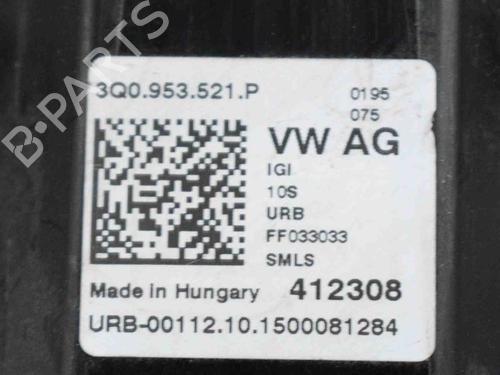 3Q0.953.521.P
0195
075
VW AG
IGI
10S
URB
FF033033
SMLS
Made in Hungary 412308
URB-00112.10.1500081284
B-PARTS